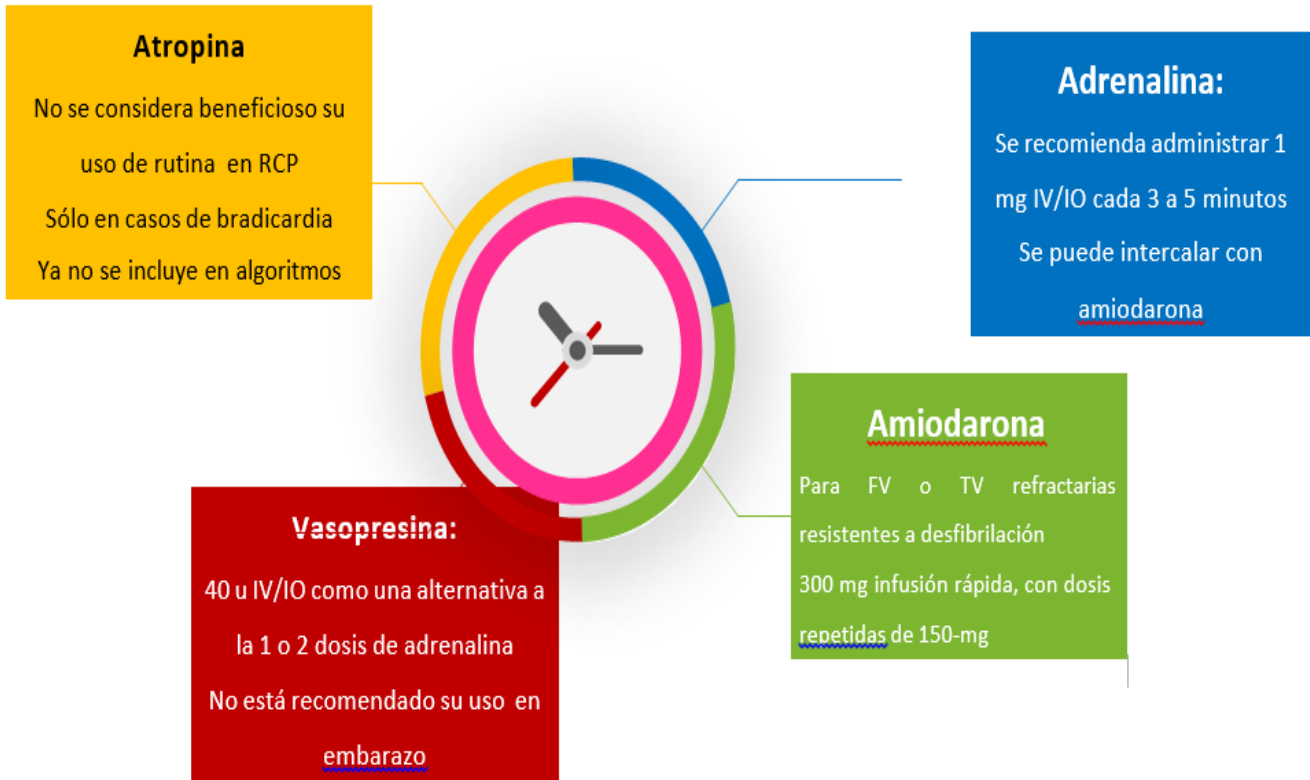 Atropina
No se considera beneficioso su
uso de rutina en RCP
Sólo en casos de bradicardia
Ya no se incluye en algoritmos
Adrenalina:
Se recomienda administrar 1
mg IV/IO cada 3 a 5 minutos
Se puede intercalar con
amiodarona
Amiodarona
Para FV o TV refractarias
resistentes a desfibrilación
300 mg infusión rápida, con dosis
repetidas de 150-mg
Vasopresina:
40 u IV/IO como una alternativa a
la 1 o 2 dosis de adrenalina
No está recomendado su uso en
embarazo